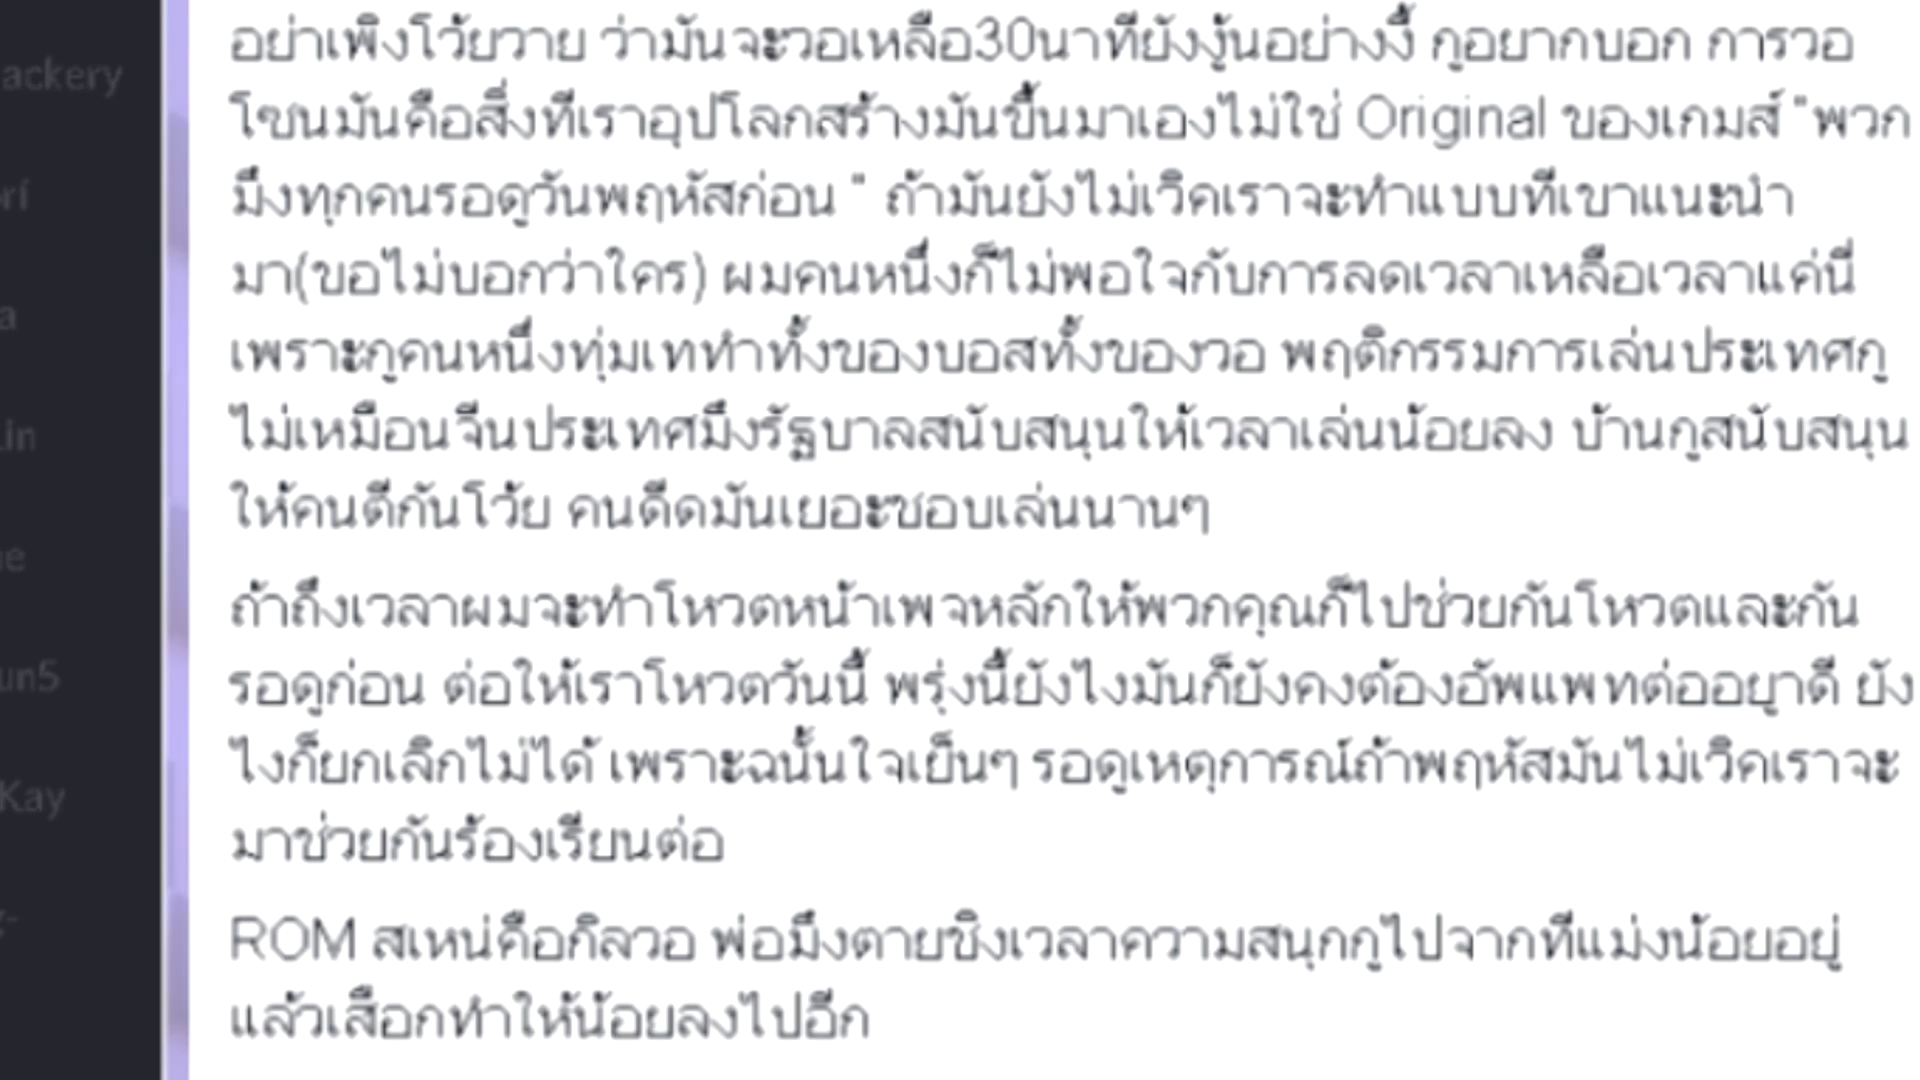 ackery
rf
a
Lin
ne
un5
Kay
อย่าเพิ่งโว้ยวาย ว่ามันจะวอเหลือ30นาทียังงู้นอย่างงี้ กูอยากบอก การวอ
โซนมันคือสิ่งที่เราอุปโลกสร้างมันขึ้นมาเองไม่ใช่ Original ของเกมส์ "พวก
มึงทุกคนรอดูวันพฤหัสก่อน " ถ้ามันยังไม่เวิคเราจะทำแบบที่เขาแนะนำ
มา(ขอไม่บอกว่าใคร) ผมคนหนึ่งก็ไม่พอใจกับการลดเวลาเหลือเวลาแค่นี่
เพราะกูคนหนึ่งทุ่มเททำทั้งของบอสทั้งของวอ พฤติกรรมการเล่นประเทศกู
ไม่เหมือนจีนประเทศมึงรัฐบาลสนับสนุนให้เวลาเล่นน้อยลง บ้านกูสนับสนุน
ให้คนดีกันโว้ย คนดีดมันเยอะชอบเล่นนานๆ
ถ้าถึงเวลาผมจะทำโหวตหน้าเพจหลักให้พวกคุณก็ไปช่วยกันโหวตและกัน
รอดูก่อน ต่อให้เราโหวตวันนี้ พรุ่งนี้ยังไงมันก็ยังคงต้องอัพแพทต่ออยูาดี ยัง
ไงก็ยกเลิกไม่ได้ เพราะฉนั้นใจเย็นๆ รอดูเหตุการณ์ถ้าพฤหัสมันไม่เวิคเราจะ
มาช่วยกันร้องเรียนต่อ
ROM สเหน่คือกิลวอ พ่อมึงตายชิงเวลาความสนุกกูไปจากที่แม่งน้อยอยู่
แล้วเสือกทำให้น้อยลงไปอีก